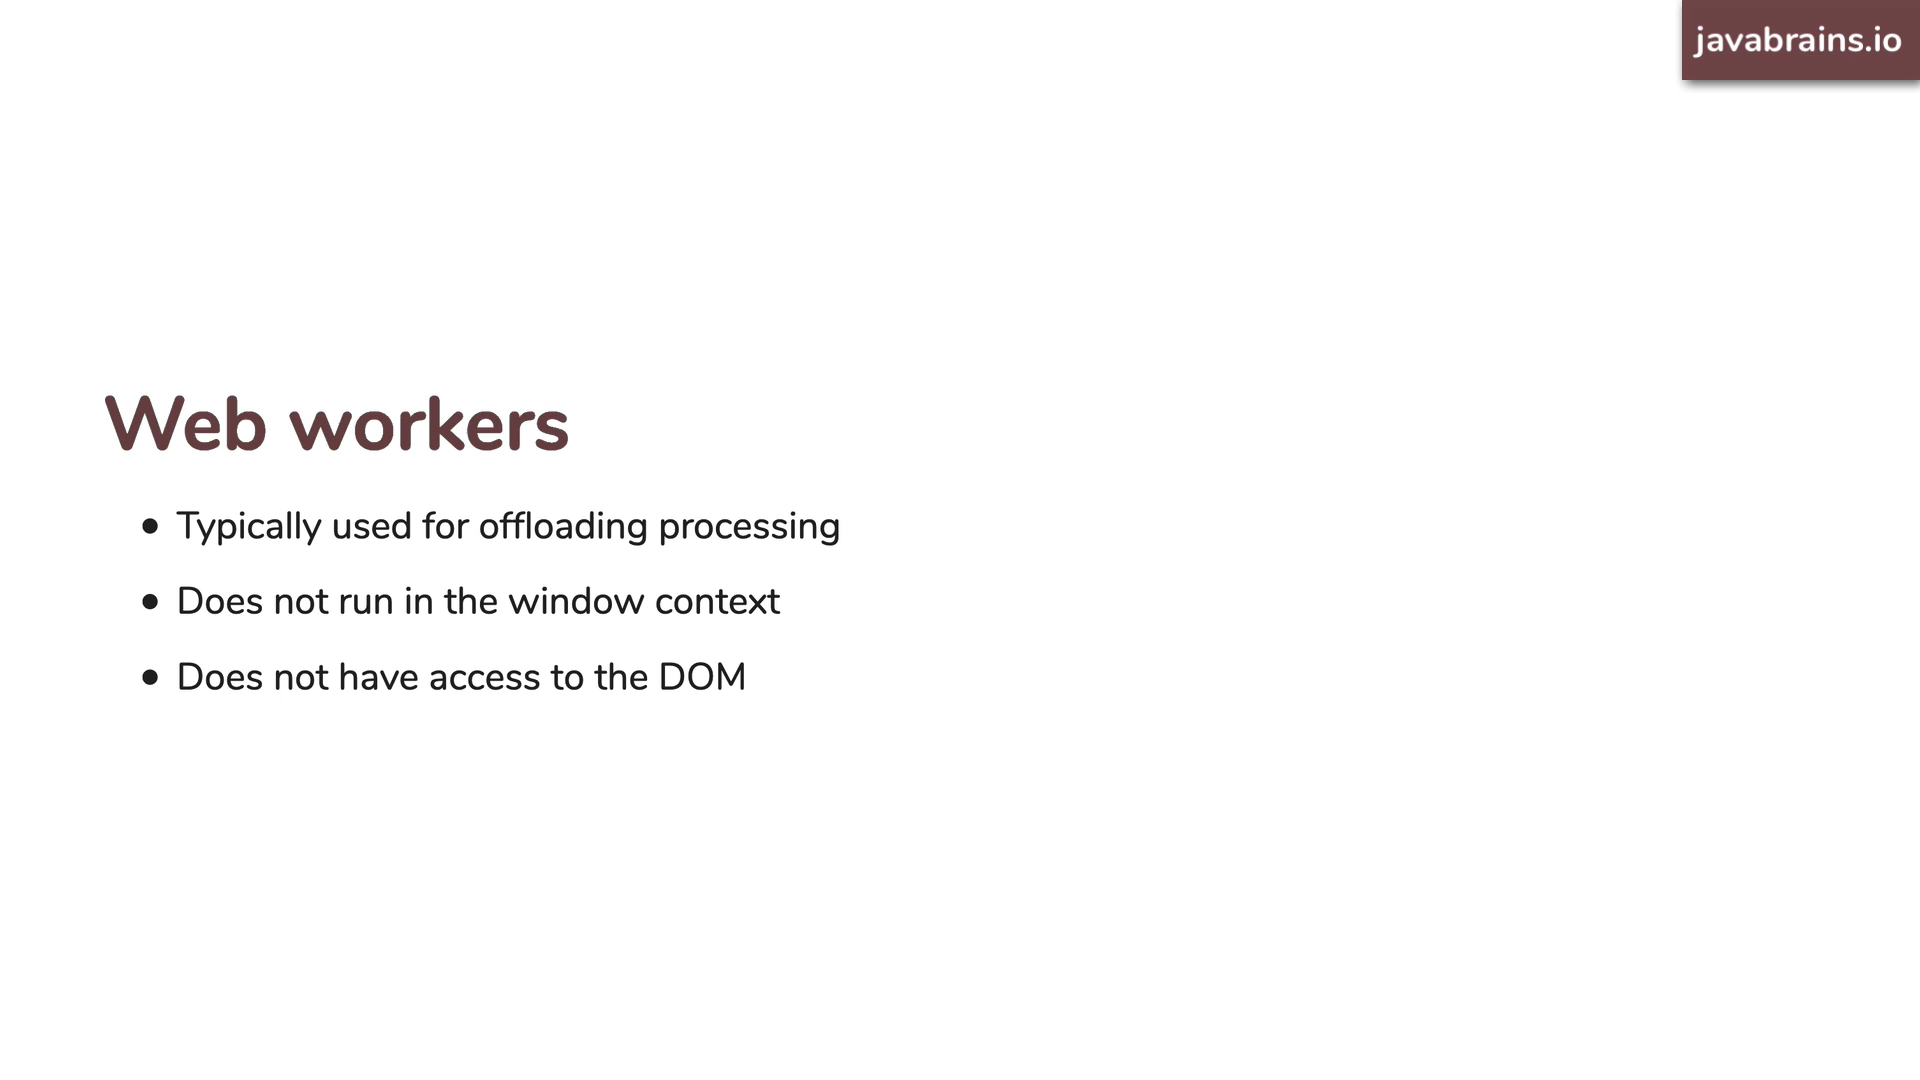 javabrains.io
Web workers
• Typically used for offloading processing
• Does not run in the window context
• Does not have access to the DOM